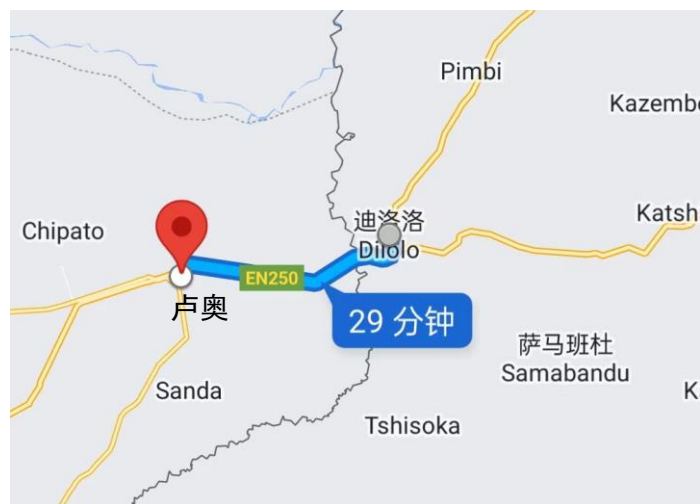 Pimbi
Kazembe
迪洛洛
Dilolo
Katsh
Chipato
EN250
卢奥
29 分钟
萨马班杜
Samabandu
Sanda
K
Tshisoka